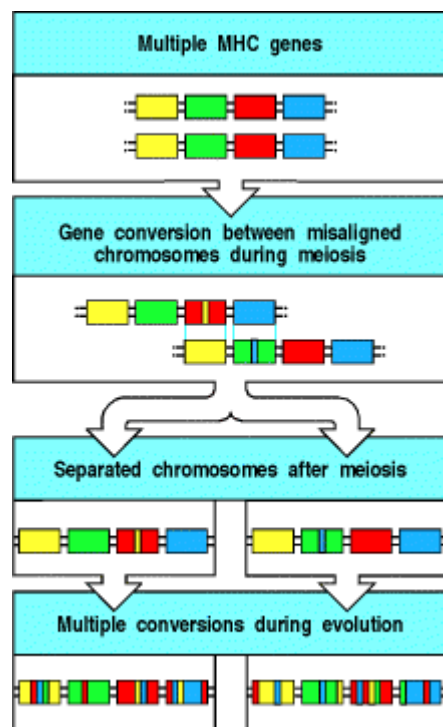 Multiple MHC genes
Gene conversion between misaligned
chromosomes during meiosis
Separated chromosomes after meiosis
Multiple conversions during evolution